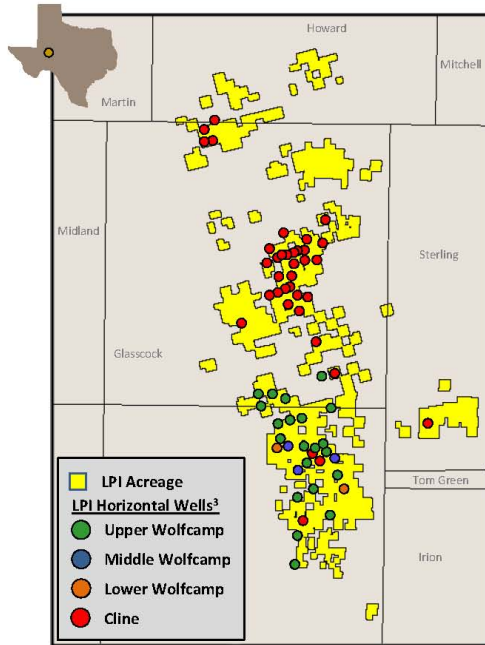 Howard
Mitchell
Martin
Midland
Sterling
Glasscock
Tom Green
Irion
LPI Acreage
LPI Horizontal Wells³
Upper Wolfcamp
Middle Wolfcamp
Lower Wolfcamp
Cline